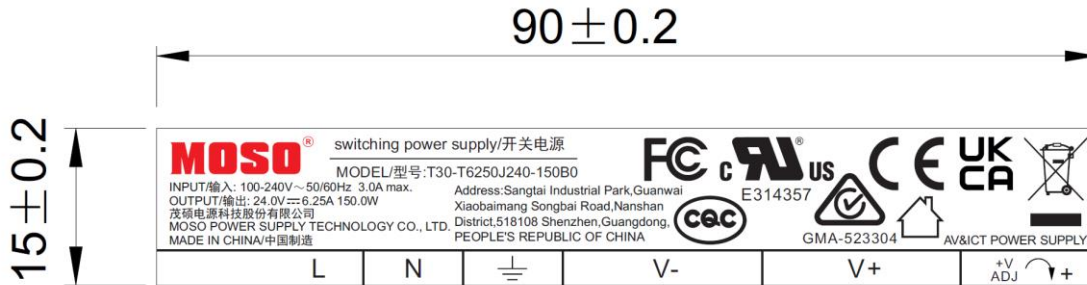 90±0.2
15±0.2
MOSO®
switching power supply/开关电源
MODEL/型号:T30-T6250J240-150B0
INPUT/输入: 100-240V～50/60Hz 3.0A max.
OUTPUT/输出: 24.0V⎓6.25A 150.0W
茂硕电源科技股份有限公司
MOSO POWER SUPPLY TECHNOLOGY CO., LTD.
MADE IN CHINA/中国制造
Address:Sangtai Industrial Park,Guanwai
Xiaobaimang Songbai Road,Nanshan
District,518108 Shenzhen,Guangdong,
PEOPLE'S REPUBLIC OF CHINA
FC
c RU® US
E314357
CQC
GMA-523304
CE
UK
CA
AV&ICT POWER SUPPLY
L
N
V-
V+
+V
ADJ +